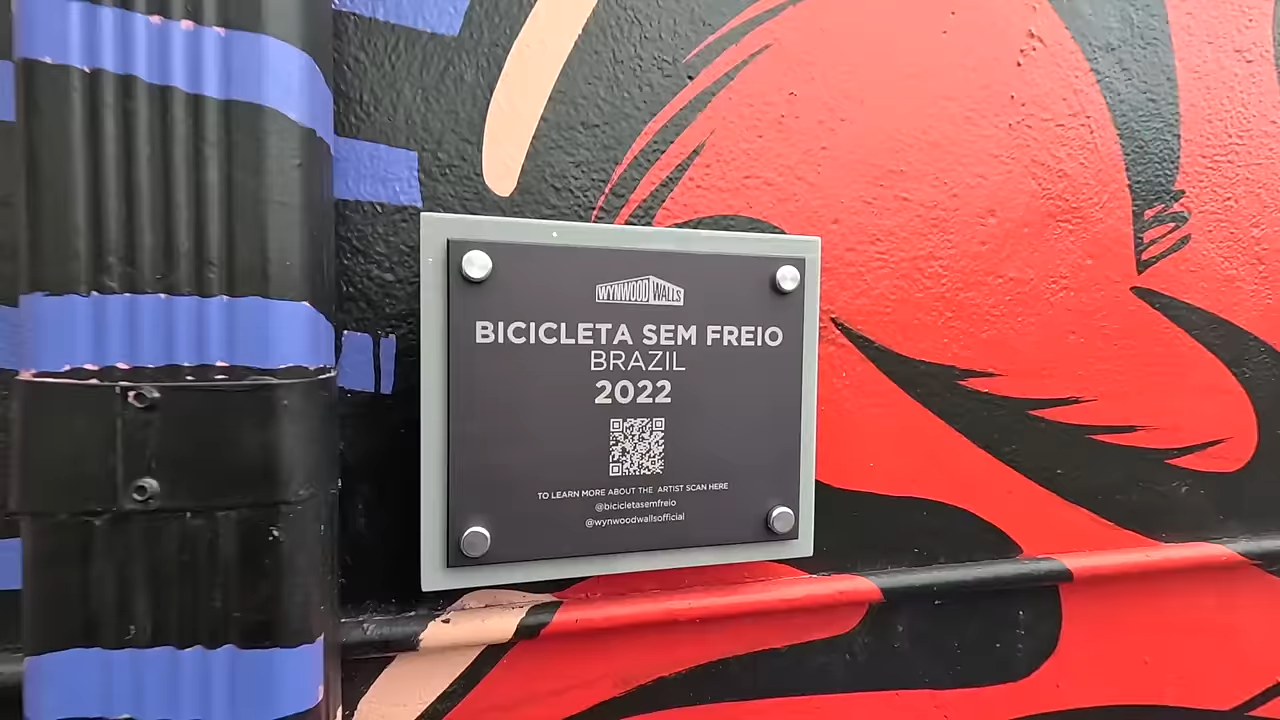 WYNWOOD WALLS
BICICLETA SEM FREIO
BRAZIL
2022
TO LEARN MORE ABOUT THE ARTIST SCAN HERE
@bicicletasemfreio
@wynwoodwallsofficial